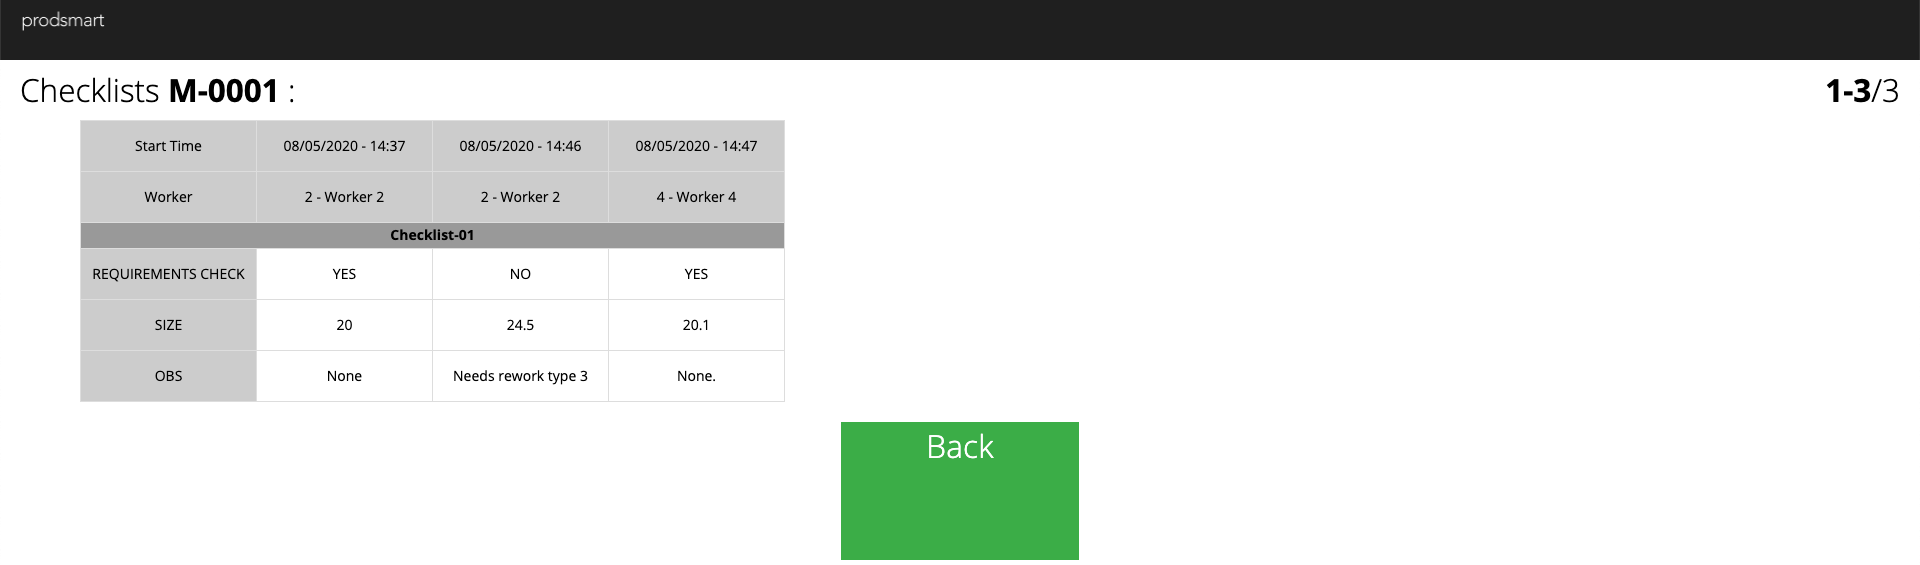 prodsmart
Checklists M-0001 :
1-3/3
Start Time 08/05/2020 - 14:37 08/05/2020 - 14:46 08/05/2020 - 14:47
Worker 2 - Worker 2 2 - Worker 2 4 - Worker 4
Checklist-01
REQUIREMENTS CHECK YES NO YES
SIZE 20 24.5 20.1
OBS None Needs rework type 3 None.
Back